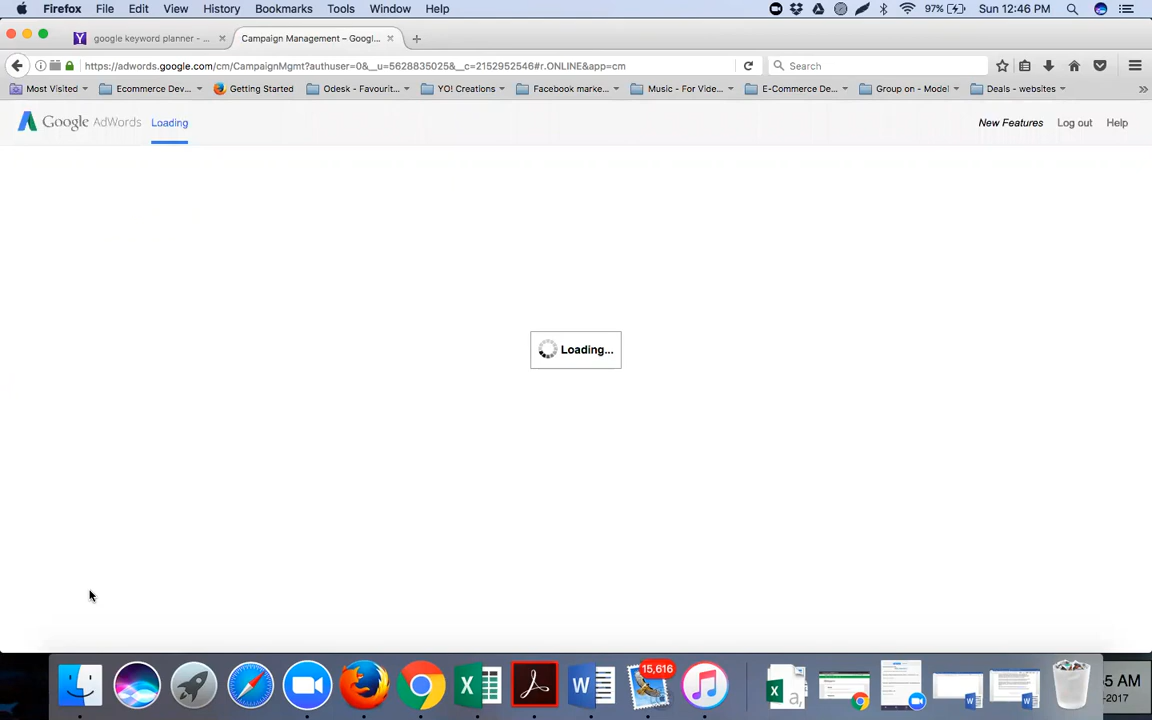 Firefox File Edit View History Bookmarks Tools Window Help 97% Sun 12:46 PM
google keyword planner - ... Campaign Management – Googl...
https://adwords.google.com/cm/CampaignMgmt?authuser=0&__u=5628835025&__c=2152952546#r.ONLINE&app=cm Search
Most Visited Ecommerce Dev... Getting Started Odesk - Favourit... YO! Creations Facebook marke... Music - For Vide... E-Commerce De... Group on - Model Deals - websites
Google AdWords Loading New Features Log out Help
Loading...
15,616
5 AM
-2017